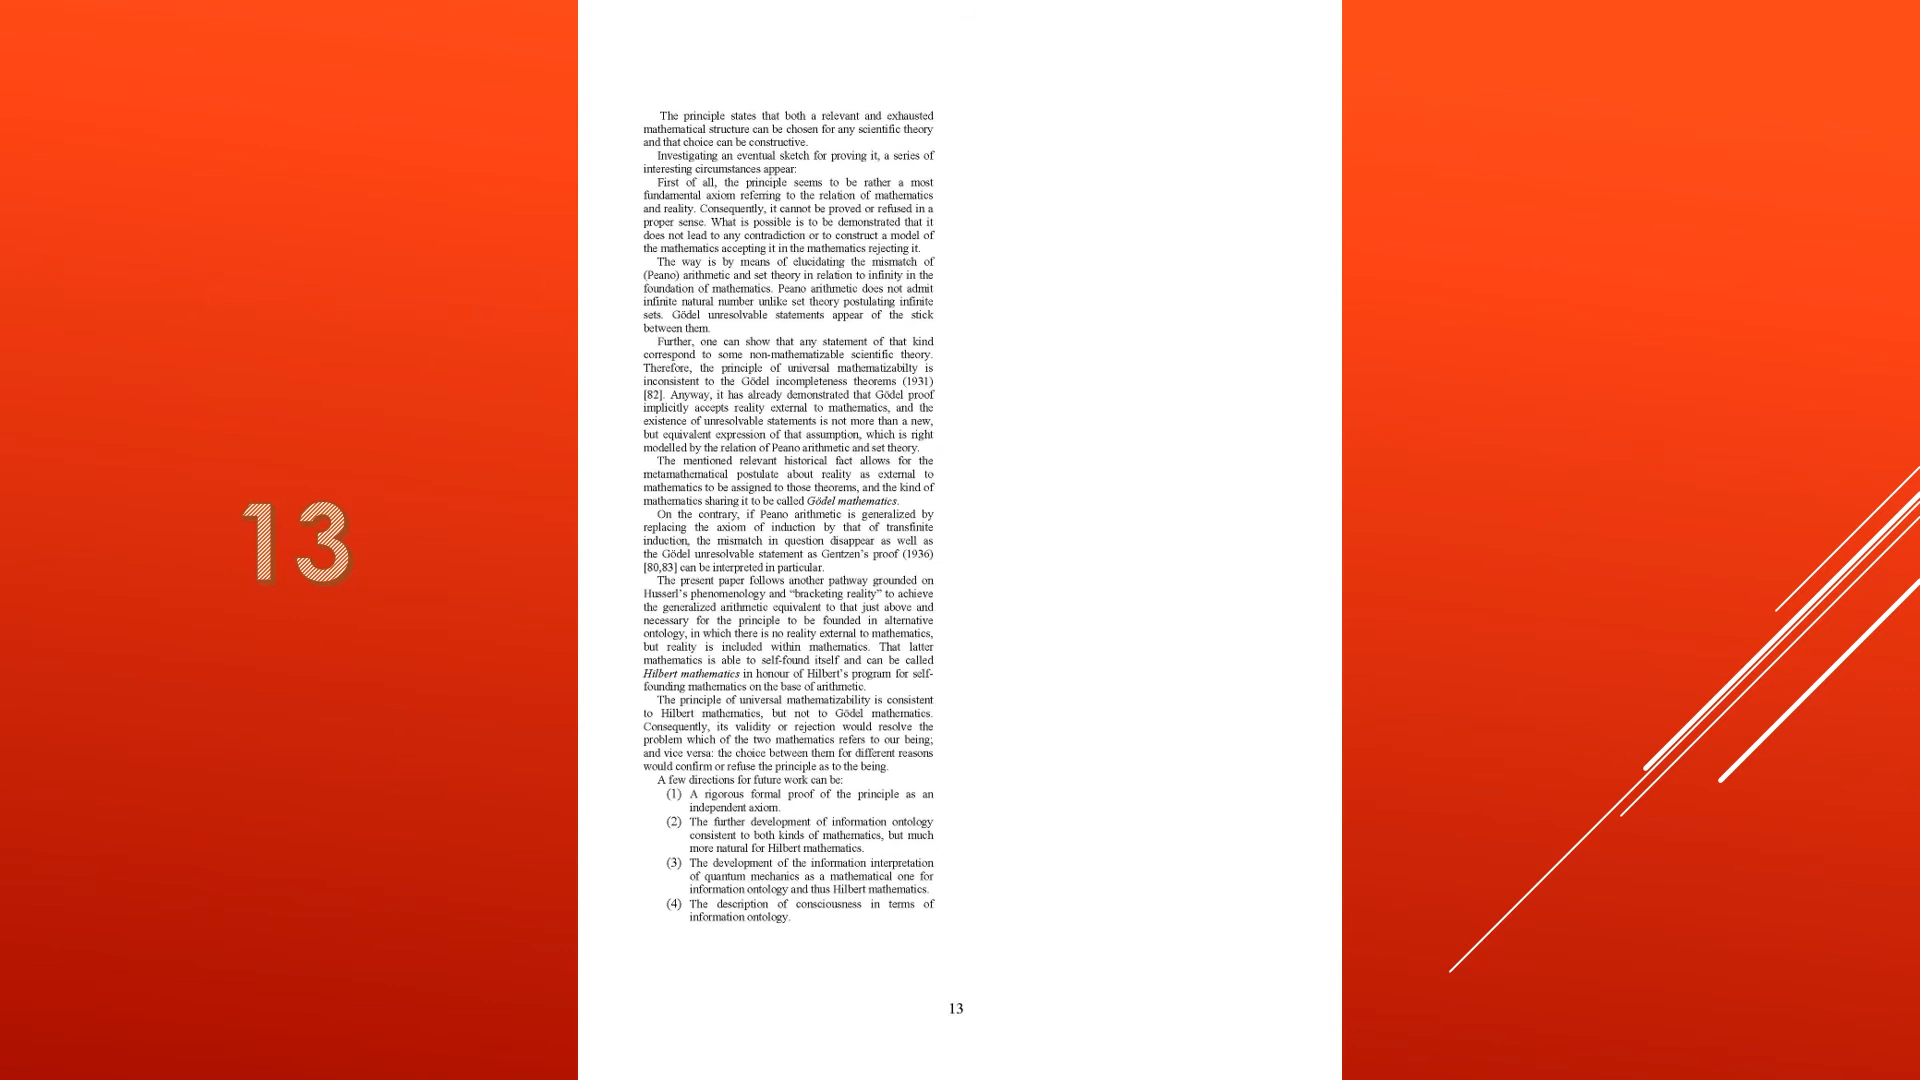 13
The principle states that both a relevant and exhausted
mathematical structure can be chosen for any scientific theory
and that choice can be constructive.
Investigating an eventual sketch for proving it, a series of
interesting circumstances appear:
First of all, the principle seems to be rather a most
fundamental axiom referring to the relation of mathematics
and reality. Consequently, it cannot be proved or refused in a
proper sense. What is possible is to be demonstrated that it
does not lead to any contradiction or to construct a model of
the mathematics accepting it in the mathematics rejecting it.
The way is by means of elucidating the mismatch of
(Peano) arithmetic and set theory in relation to infinity in the
foundation of mathematics. Peano arithmetic does not admit
infinite natural number unlike set theory postulating infinite
sets. Gödel unresolvable statements appear of the stick
between them.
Further, one can show that any statement of that kind
correspond to some non-mathematizable scientific theory.
Therefore, the principle of universal mathematizabilty is
inconsistent to the Gödel incompleteness theorems (1931)
[82]. Anyway, it has already demonstrated that Gödel proof
implicitly accepts reality external to mathematics, and the
existence of unresolvable statements is not more than a new,
but equivalent expression of that assumption, which is right
modelled by the relation of Peano arithmetic and set theory.
The mentioned relevant historical fact allows for the
metamathematical postulate about reality as external to
mathematics to be assigned to those theorems, and the kind of
mathematics sharing it to be called Gödel mathematics.
On the contrary, if Peano arithmetic is generalized by
replacing the axiom of induction by that of transfinite
induction, the mismatch in question disappear as well as
the Gödel unresolvable statement as Gentzen's proof (1936)
[80,83] can be interpreted in particular.
The present paper follows another pathway grounded on
Husserl's phenomenology and “bracketing reality” to achieve
the generalized arithmetic equivalent to that just above and
necessary for the principle to be founded in alternative
ontology, in which there is no reality external to mathematics,
but reality is included within mathematics. That latter
mathematics is able to self-found itself and can be called
Hilbert mathematics in honour of Hilbert's program for self-
founding mathematics on the base of arithmetic.
The principle of universal mathematizability is consistent
to Hilbert mathematics, but not to Gödel mathematics.
Consequently, its validity or rejection would resolve the
problem which of the two mathematics refers to our being;
and vice versa: the choice between them for different reasons
would confirm or refuse the principle as to the being.
A few directions for future work can be:
(1) A rigorous formal proof of the principle as an
independent axiom.
(2) The further development of information ontology
consistent to both kinds of mathematics, but much
more natural for Hilbert mathematics.
(3) The development of the information interpretation
of quantum mechanics as a mathematical one for
information ontology and thus Hilbert mathematics.
(4) The description of consciousness in terms of
information ontology.
13